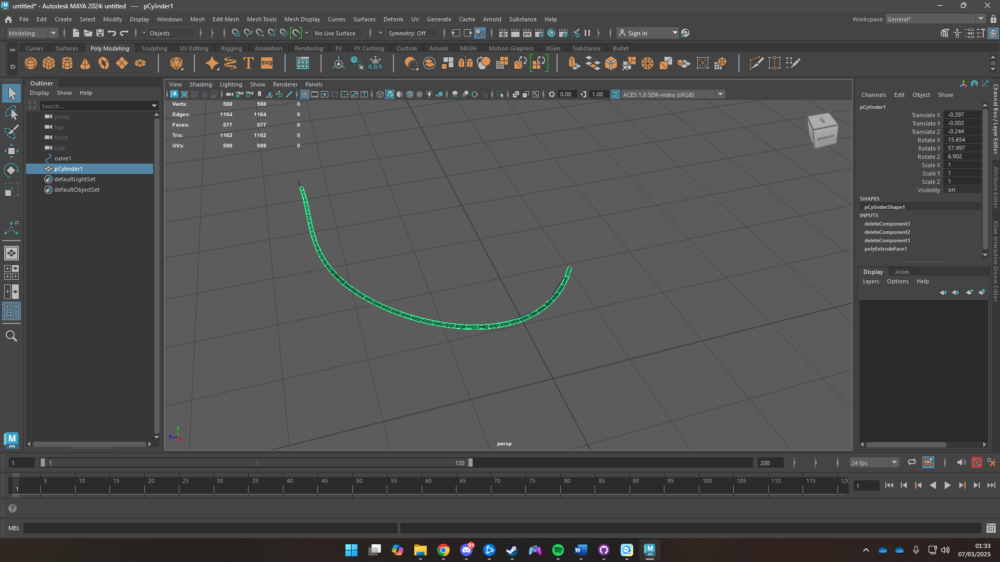 untitled* - Autodesk MAYA 2024: untitled --- pCylinder1
File Edit Create Select Modify Display Windows Mesh Edit Mesh Mesh Tools Mesh Display Curves Surfaces Deform UV Generate Cache Arnold Substance Help
Workspace: General*
Modeling Objects No Live Surface Symmetry: Off Sign In
Curves Surfaces Poly Modeling Sculpting UV Editing Rigging Animation Rendering FX FX Caching Custom Arnold MASH Motion Graphics XGen Substance Bullet
SVG 0,0,0
Outliner
Display Show Help
Search...
persp
top
front
side
curve1
pCylinder1
defaultLightSet
defaultObjectSet
View Shading Lighting Show Renderer Panels
0.00 1.00 ON ACES 1.0 SDR-video (sRGB)
Verts: 588 588 0
Edges: 1164 1164 0
Faces: 577 577 0
Tris: 1162 1162 0
UVs: 588 588 0
TOP
RIGHT
y
z
x
persp
Channels Edit Object Show
pCylinder1
Translate X -0.397
Translate Y -0.002
Translate Z -0.244
Rotate X 15.654
Rotate Y 57.997
Rotate Z 6.902
Scale X 1
Scale Y 1
Scale Z 1
Visibility on
SHAPES
pCylinderShape1
INPUTS
deleteComponent3
deleteComponent2
deleteComponent1
polyExtrudeFace1
Display Anim
Layers Options Help
Channel Box / Layer Editor
Attribute Editor
XGen Interactive Groom Editor
M
AYA
1 1 120 200 24 fps
5 10 15 20 25 30 35 40 45 50 55 60 65 70 75 80 85 90 95 100 105 110 115 120
1 1
MEL
9+
01:33
07/05/2025